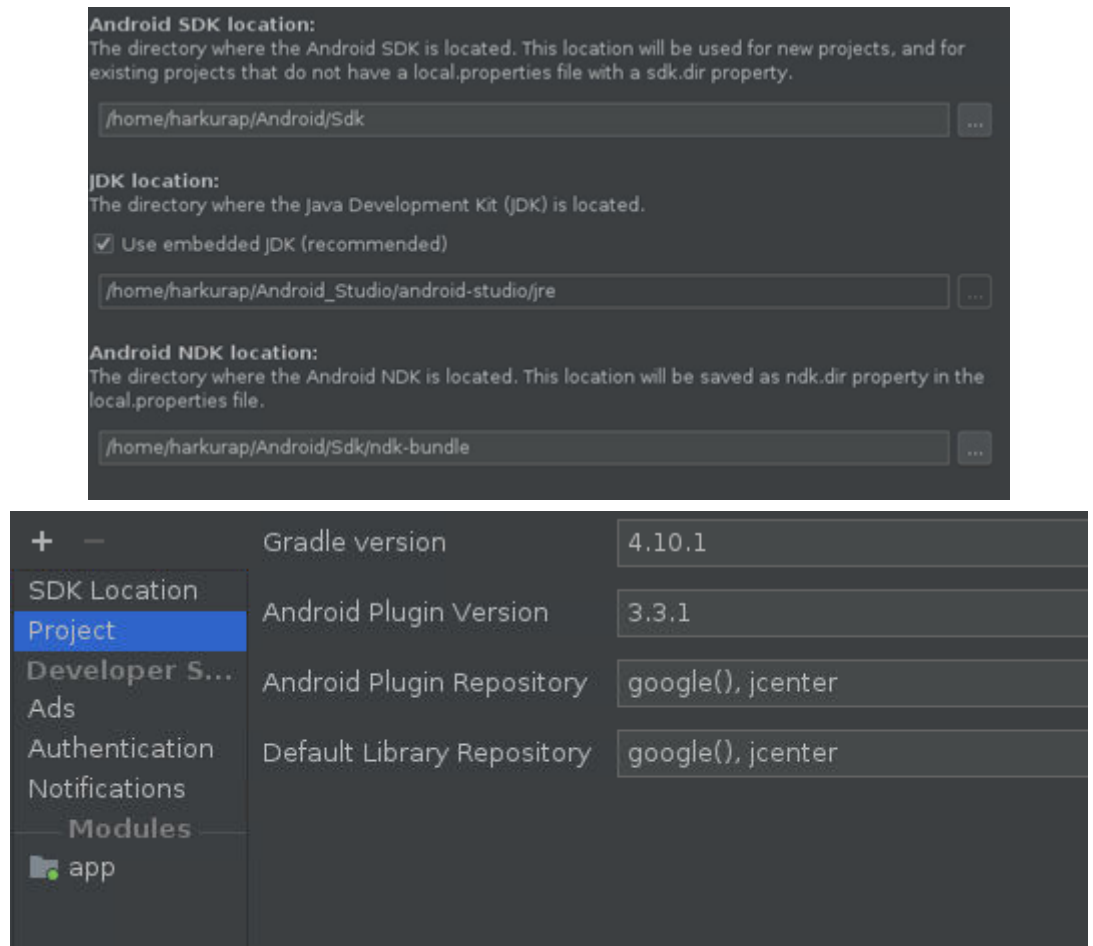 Android SDK location:
The directory where the Android SDK is located. This location will be used for new projects, and for
existing projects that do not have a local.properties file with a sdk.dir property.
/home/harkurap/Android/Sdk
...
JDK location:
The directory where the Java Development Kit (JDK) is located.
Use embedded JDK (recommended)
/home/harkurap/Android_Studio/android-studio/jre
...
Android NDK location:
The directory where the Android NDK is located. This location will be saved as ndk.dir property in the
local.properties file.
/home/harkurap/Android/Sdk/ndk-bundle
...
SDK Location
Project
Developer S...
Ads
Authentication
Notifications
Modules
app
Gradle version 4.10.1
Android Plugin Version 3.3.1
Android Plugin Repository google(), jcenter
Default Library Repository google(), jcenter